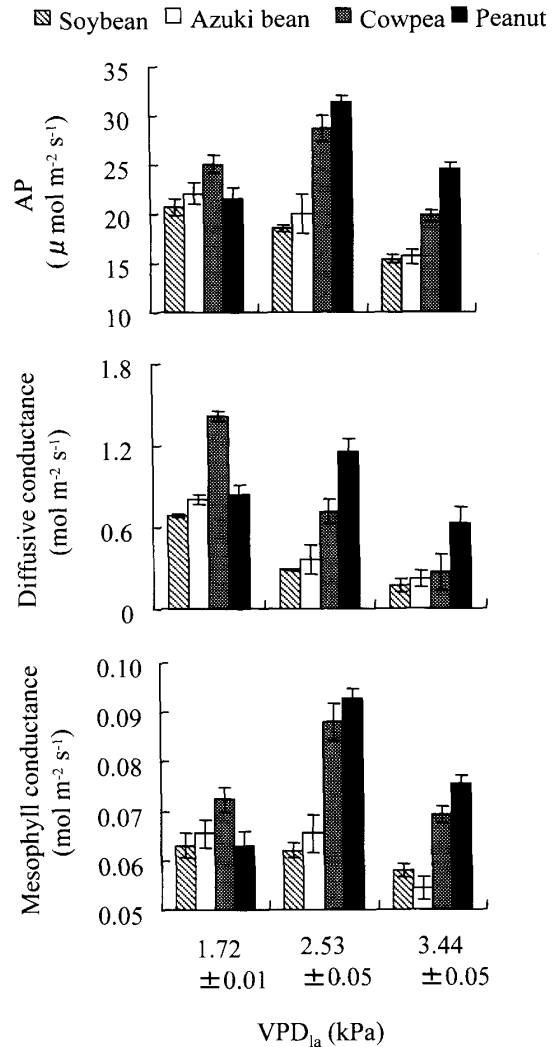 Soybean Azuki bean Cowpea Peanut
AP
( μ mol m⁻² s⁻¹)
35
30
25
20
15
10
Diffusive conductance
(mol m⁻² s⁻¹)
1.8
1.2
0.6
0
Mesophyll conductance
(mol m⁻² s⁻¹)
0.10
0.09
0.08
0.07
0.06
0.05
1.72 2.53 3.44
±0.01 ±0.05 ±0.05
VPDla (kPa)